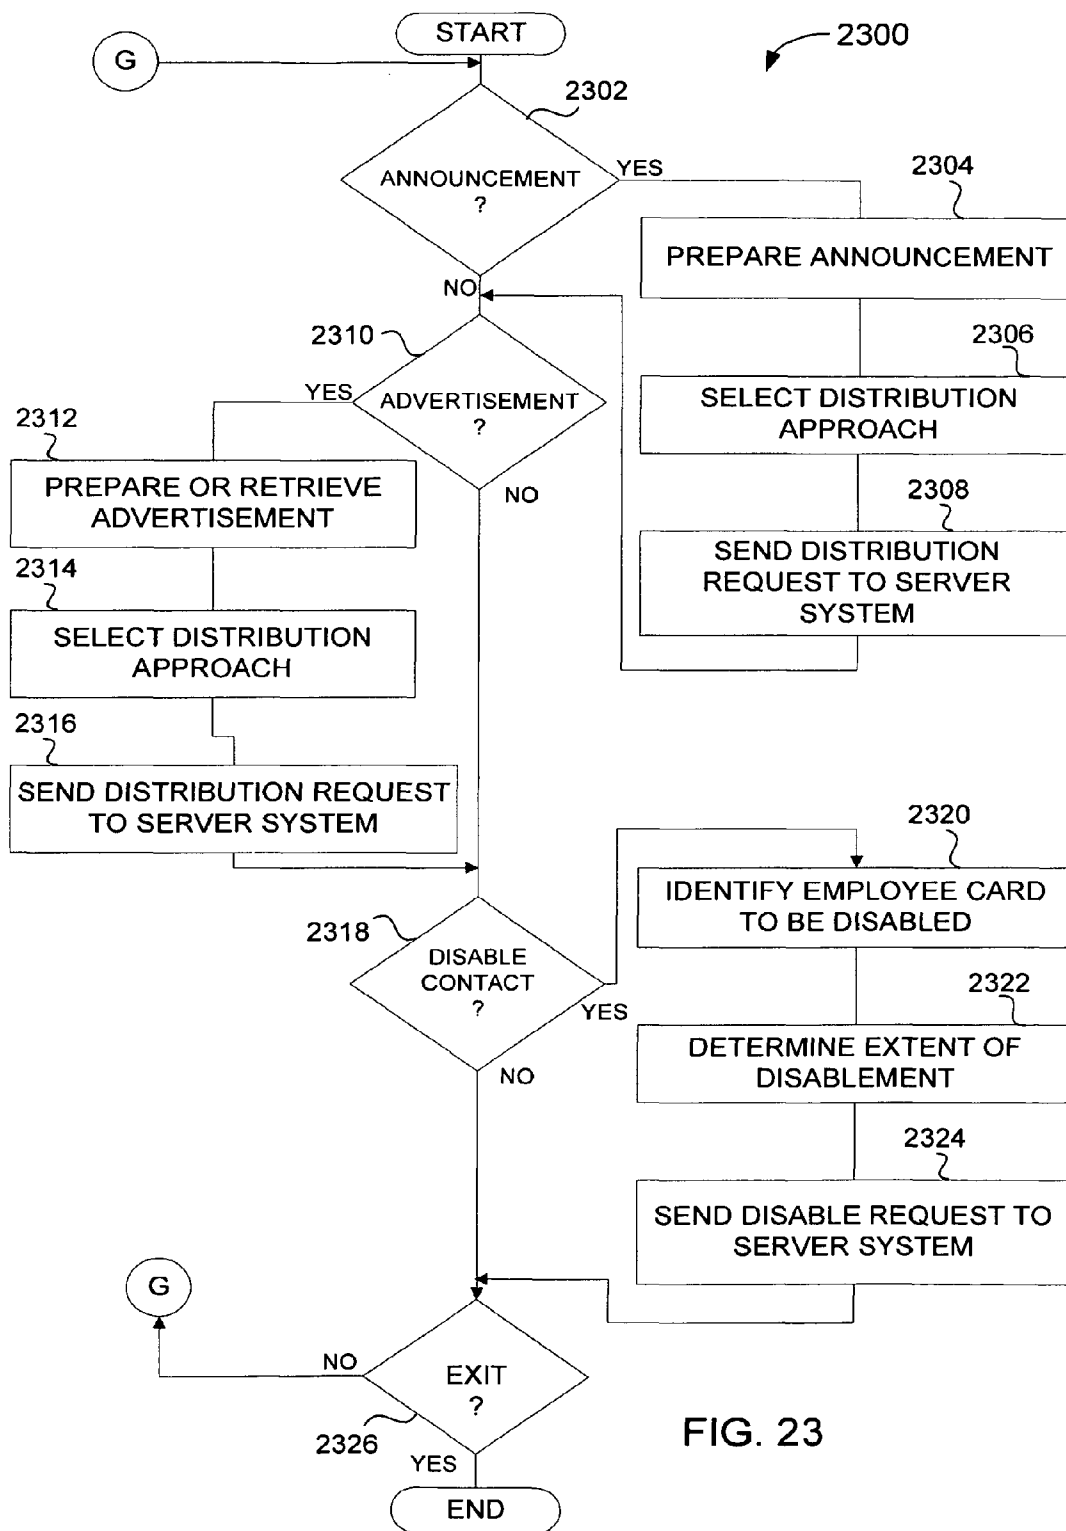 START
2300
G
2302
ANNOUNCEMENT
?
YES
NO
2304
PREPARE ANNOUNCEMENT
2306
SELECT DISTRIBUTION
APPROACH
2308
SEND DISTRIBUTION
REQUEST TO SERVER
SYSTEM
2310
ADVERTISEMENT
?
YES
NO
2312
PREPARE OR RETRIEVE
ADVERTISEMENT
2314
SELECT DISTRIBUTION
APPROACH
2316
SEND DISTRIBUTION REQUEST
TO SERVER SYSTEM
2318
DISABLE
CONTACT
?
YES
NO
2320
IDENTIFY EMPLOYEE CARD
TO BE DISABLED
2322
DETERMINE EXTENT OF
DISABLEMENT
2324
SEND DISABLE REQUEST TO
SERVER SYSTEM
G
NO
EXIT
?
2326
YES
END
FIG. 23